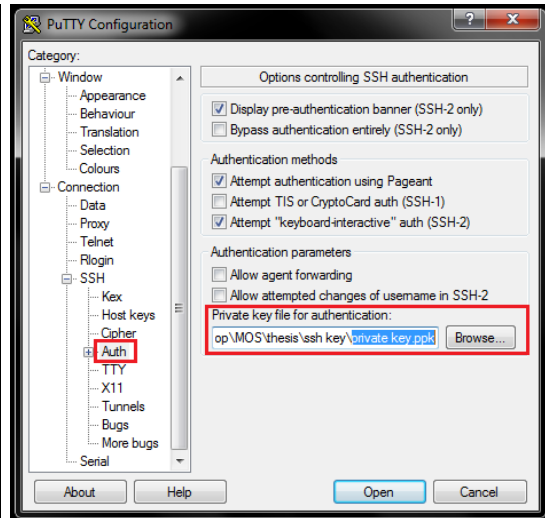 PuTTY Configuration
?
X
Category:
Window
Appearance
Behaviour
Translation
Selection
Colours
Connection
Data
Proxy
Telnet
Rlogin
SSH
Kex
Host keys
Cipher
Auth
TTY
X11
Tunnels
Bugs
More bugs
Serial
Options controlling SSH authentication
Display pre-authentication banner (SSH-2 only)
Bypass authentication entirely (SSH-2 only)
Authentication methods
Attempt authentication using Pageant
Attempt TIS or CryptoCard auth (SSH-1)
Attempt "keyboard-interactive" auth (SSH-2)
Authentication parameters
Allow agent forwarding
Allow attempted changes of username in SSH-2
Private key file for authentication:
op\MOS\thesis\ssh key\private key.ppk Browse...
About Help Open Cancel